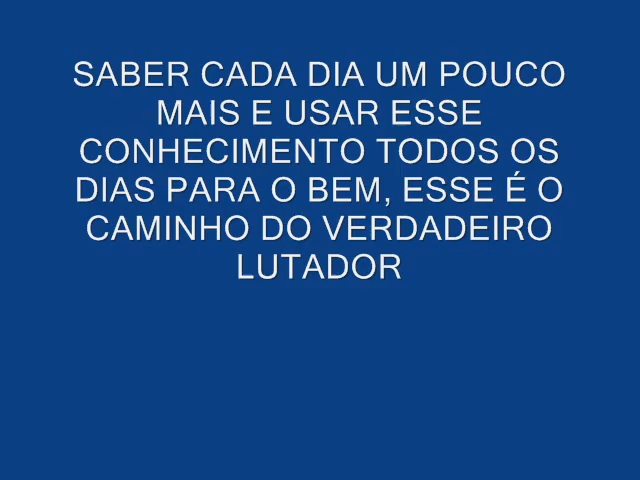 SABER CADA DIA UM POUCO
MAIS E USAR ESSE
CONHECIMENTO TODOS OS
DIAS PARA O BEM, ESSE É O
CAMINHO DO VERDADEIRO
LUTADOR